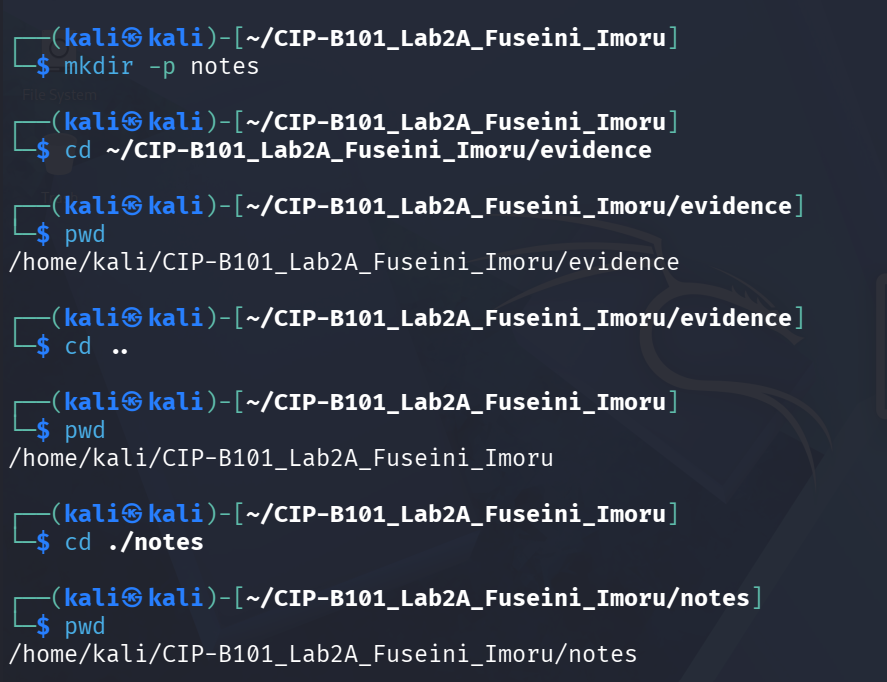 ┌──(kali㉿kali)-[~/CIP-B101_Lab2A_Fuseini_Imoru]
└─$ mkdir -p notes
File System
┌──(kali㉿kali)-[~/CIP-B101_Lab2A_Fuseini_Imoru]
└─$ cd ~/CIP-B101_Lab2A_Fuseini_Imoru/evidence
┌──(kali㉿kali)-[~/CIP-B101_Lab2A_Fuseini_Imoru/evidence]
└─$ pwd
/home/kali/CIP-B101_Lab2A_Fuseini_Imoru/evidence
┌──(kali㉿kali)-[~/CIP-B101_Lab2A_Fuseini_Imoru/evidence]
└─$ cd ..
┌──(kali㉿kali)-[~/CIP-B101_Lab2A_Fuseini_Imoru]
└─$ pwd
/home/kali/CIP-B101_Lab2A_Fuseini_Imoru
┌──(kali㉿kali)-[~/CIP-B101_Lab2A_Fuseini_Imoru]
└─$ cd ./notes
┌──(kali㉿kali)-[~/CIP-B101_Lab2A_Fuseini_Imoru/notes]
└─$ pwd
/home/kali/CIP-B101_Lab2A_Fuseini_Imoru/notes